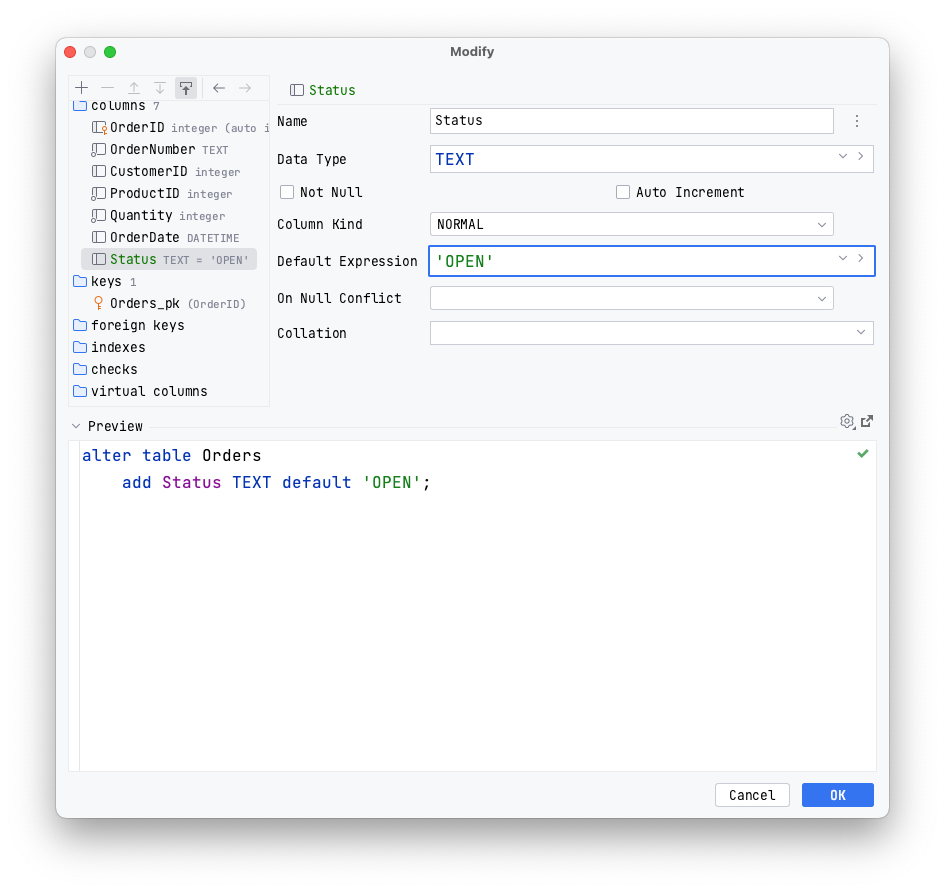 Modify
columns 7
OrderID integer (auto i
OrderNumber TEXT
CustomerID integer
ProductID integer
Quantity integer
OrderDate DATETIME
Status TEXT = 'OPEN'
keys 1
Orders_pk (OrderID)
foreign keys
indexes
checks
virtual columns
Status
Name Status
Data Type TEXT
Not Null Auto Increment
Column Kind NORMAL
Default Expression 'OPEN'
On Null Conflict
Collation
Preview
alter table Orders
add Status TEXT default 'OPEN';
Cancel OK